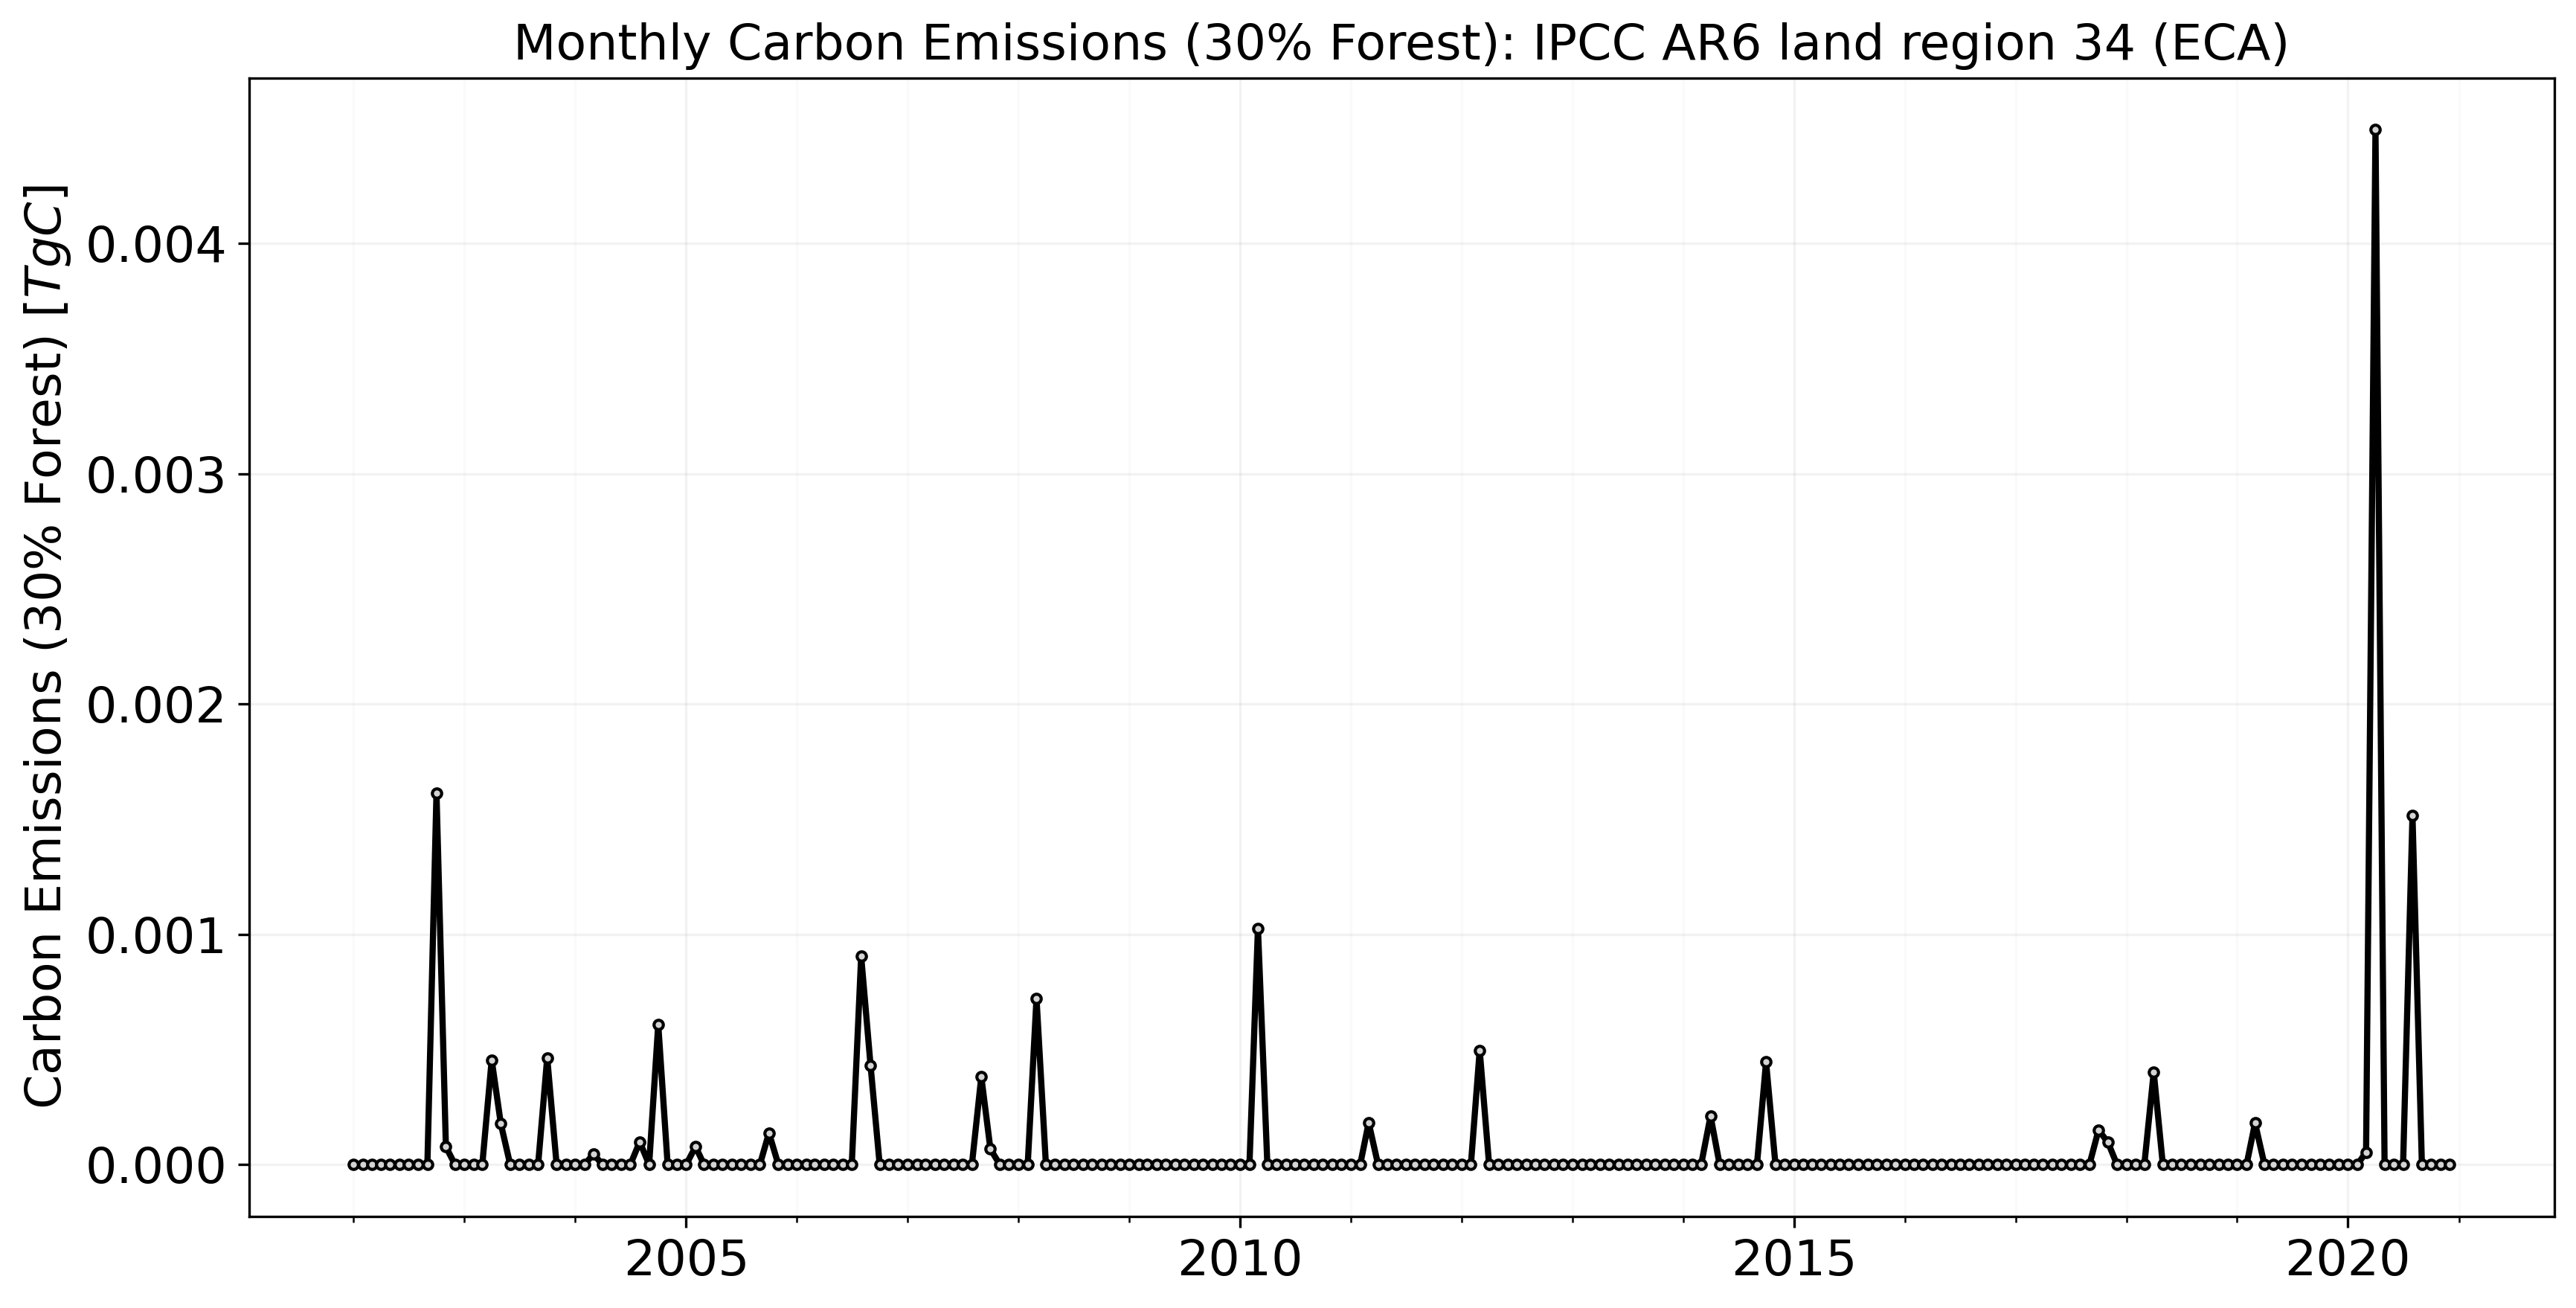 Monthly Carbon Emissions (30% Forest): IPCC AR6 land region 34 (ECA)
Carbon Emissions (30% Forest) [TgC]
0.004
0.003
0.002
0.001
0.000
2005 2010 2015 2020